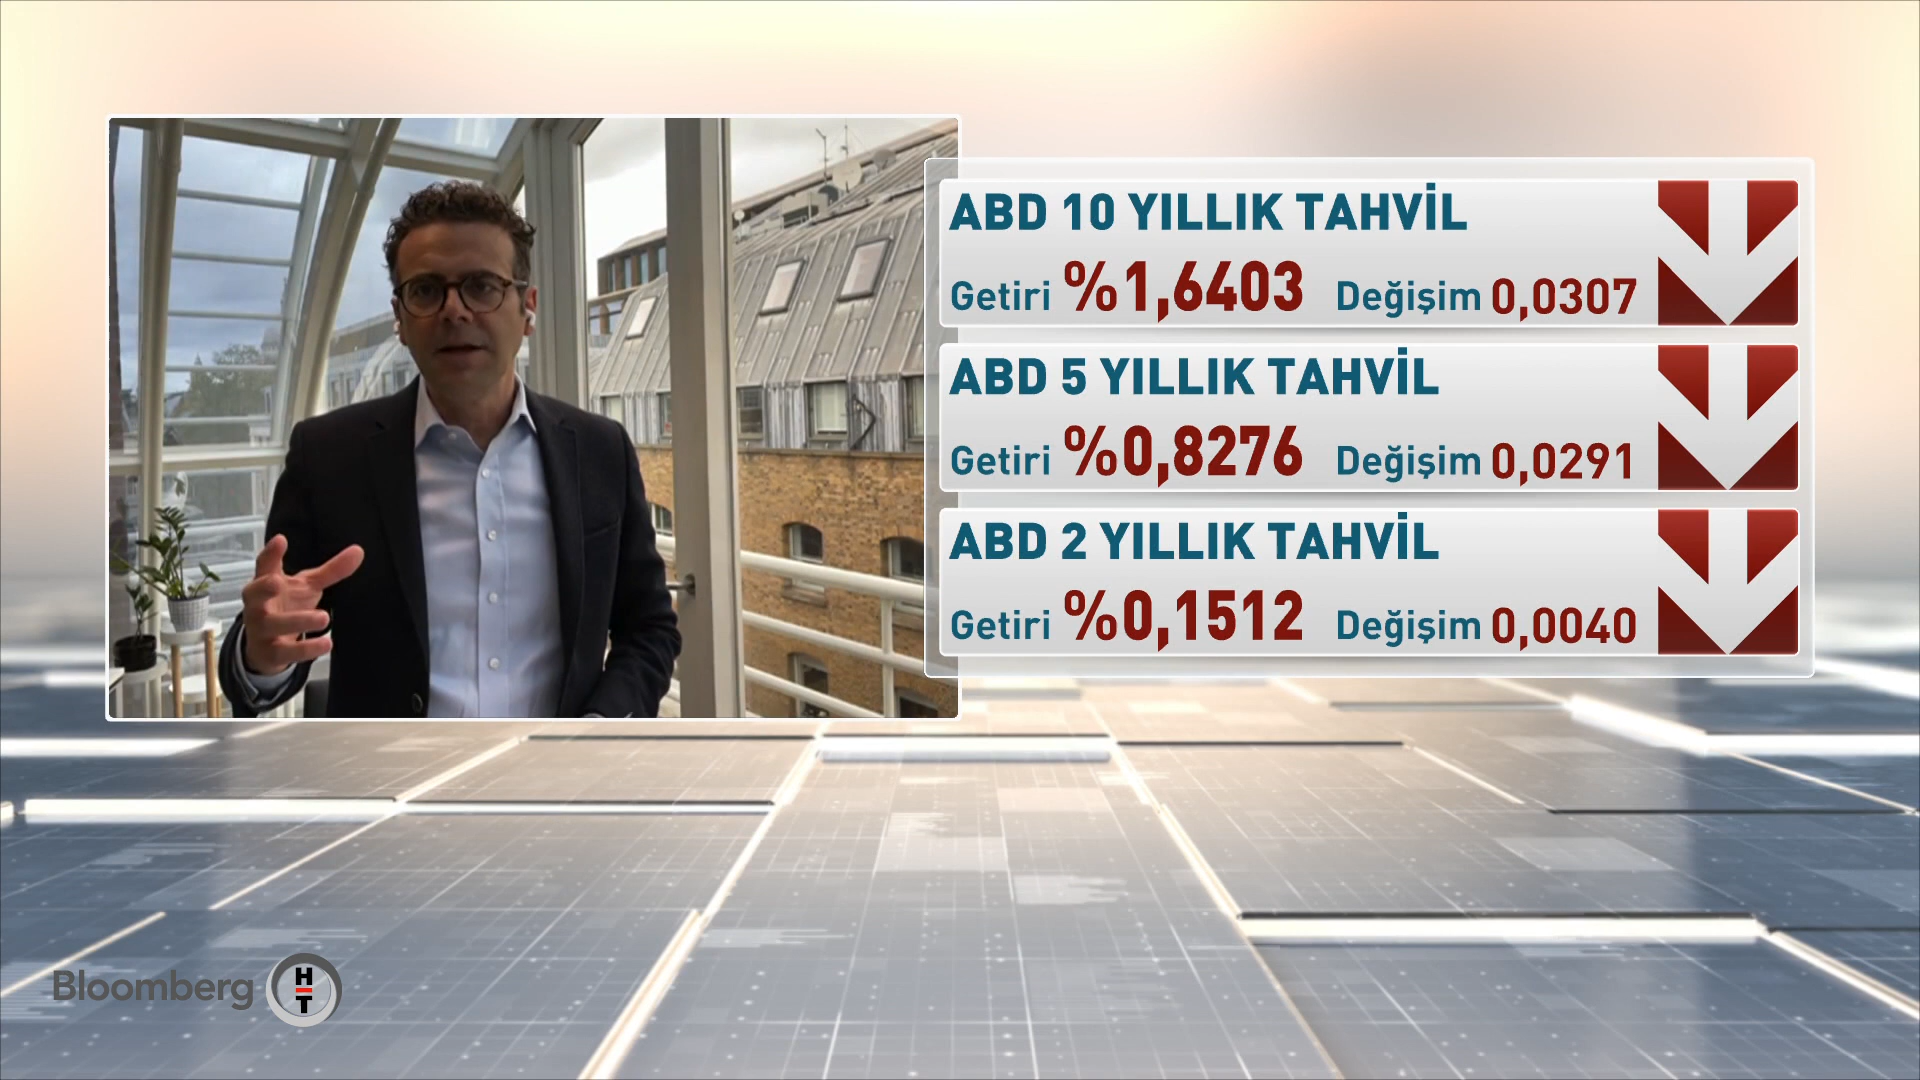 ABD 10 YILLIK TAHVİL
Getiri %1,6403 Değişim 0,0307
ABD 5 YILLIK TAHVİL
Getiri %0,8276 Değişim 0,0291
ABD 2 YILLIK TAHVİL
Getiri %0,1512 Değişim 0,0040
Bloomberg HT